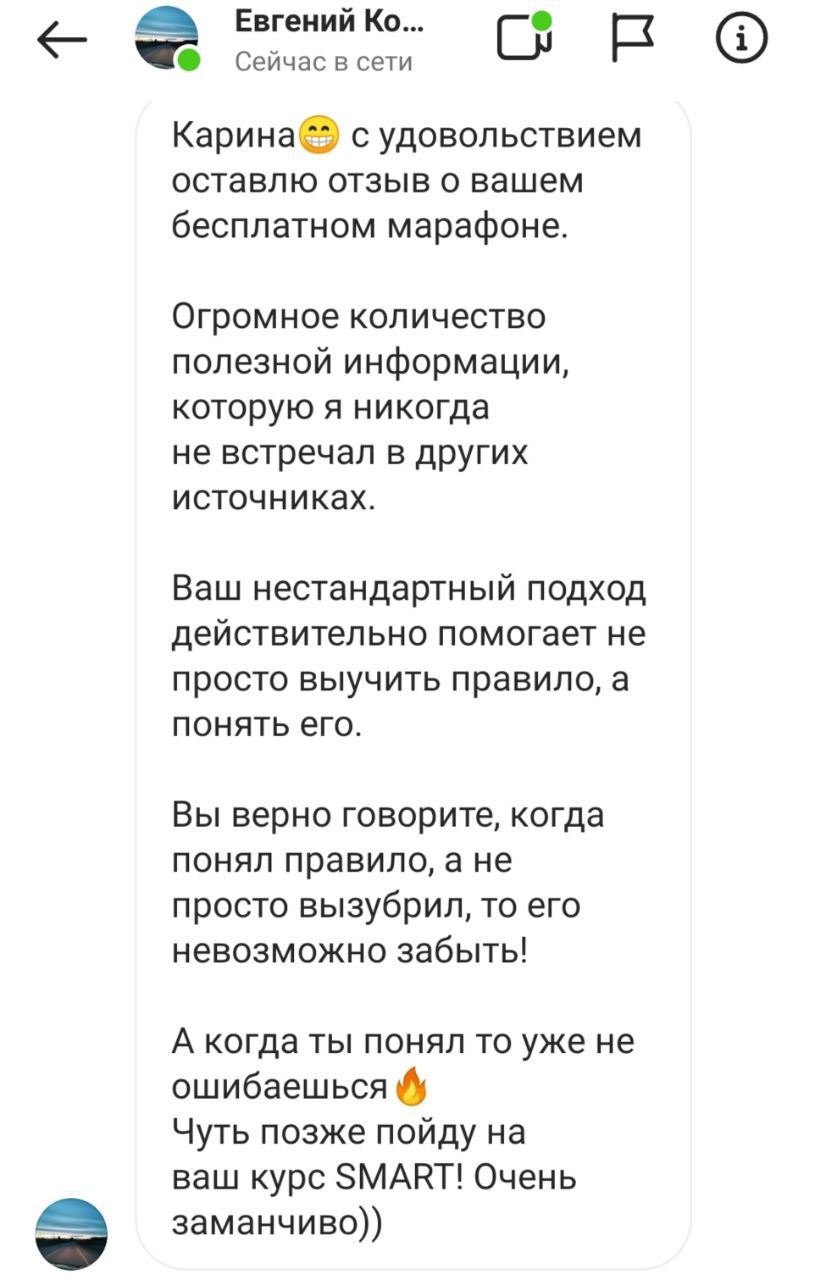 Евгений Ко...
Сейчас в сети
Карина😁 с удовольствием
оставлю отзыв о вашем
бесплатном марафоне.
Огромное количество
полезной информации,
которую я никогда
не встречал в других
источниках.
Ваш нестандартный подход
действительно помогает не
просто выучить правило, а
понять его.
Вы верно говорите, когда
понял правило, а не
просто вызубрил, то его
невозможно забыть!
А когда ты понял то уже не
ошибаешься🔥
Чуть позже пойду на
ваш курс SMART! Очень
заманчиво))